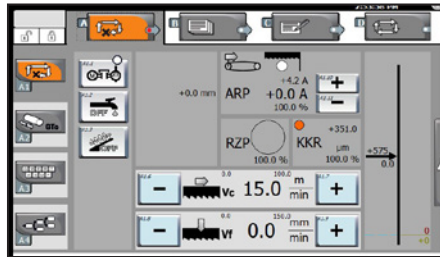 A
B
C
D
A1
A2
A3
A4
OFF
+0.0 mm
ARP
+4.2 A
+0.0 A
100.0 %
+
−
RZP
100.0 %
KKR
+351.0
µm
100.0 %
+575
0.0
0.0 100.0
− Vc 15.0 m
min +
0.0 150.0
− Vf 0.0 mm
min +
0
+0